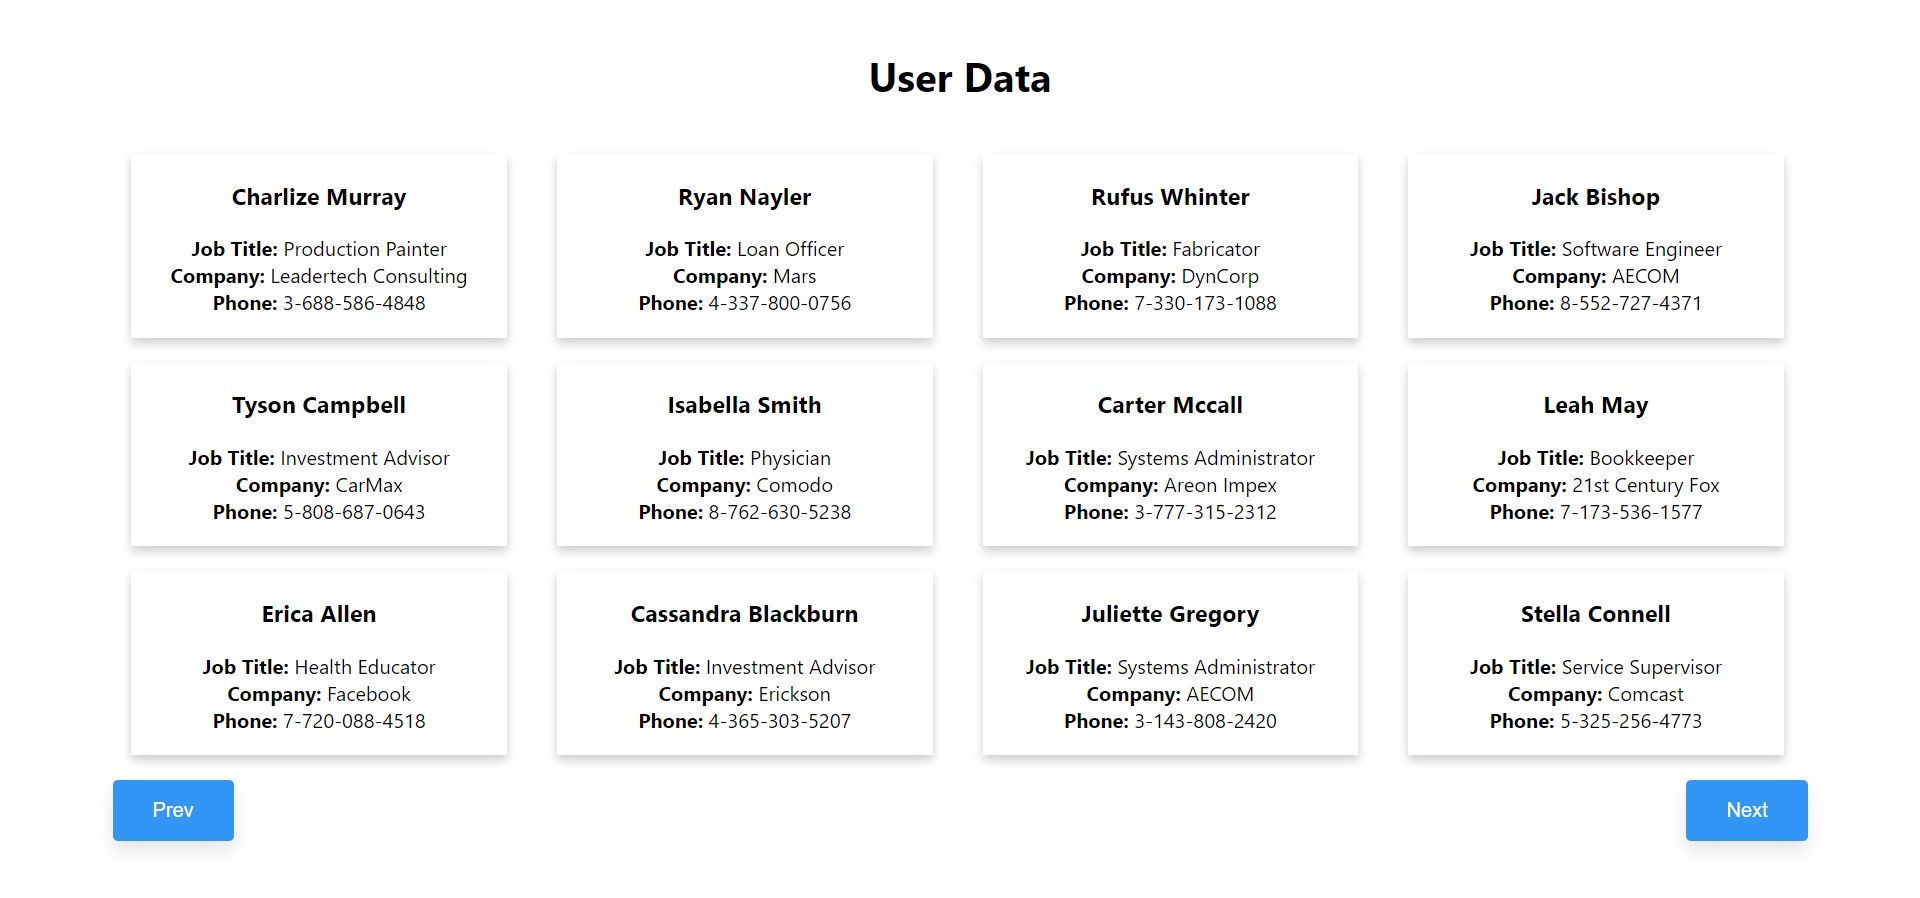 User Data
Charlize Murray
Job Title: Production Painter
Company: Leadertech Consulting
Phone: 3-688-586-4848
Ryan Nayler
Job Title: Loan Officer
Company: Mars
Phone: 4-337-800-0756
Rufus Whinter
Job Title: Fabricator
Company: DynCorp
Phone: 7-330-173-1088
Jack Bishop
Job Title: Software Engineer
Company: AECOM
Phone: 8-552-727-4371
Tyson Campbell
Job Title: Investment Advisor
Company: CarMax
Phone: 5-808-687-0643
Isabella Smith
Job Title: Physician
Company: Comodo
Phone: 8-762-630-5238
Carter Mccall
Job Title: Systems Administrator
Company: Areon Impex
Phone: 3-777-315-2312
Leah May
Job Title: Bookkeeper
Company: 21st Century Fox
Phone: 7-173-536-1577
Erica Allen
Job Title: Health Educator
Company: Facebook
Phone: 7-720-088-4518
Cassandra Blackburn
Job Title: Investment Advisor
Company: Erickson
Phone: 4-365-303-5207
Juliette Gregory
Job Title: Systems Administrator
Company: AECOM
Phone: 3-143-808-2420
Stella Connell
Job Title: Service Supervisor
Company: Comcast
Phone: 5-325-256-4773
Prev
Next